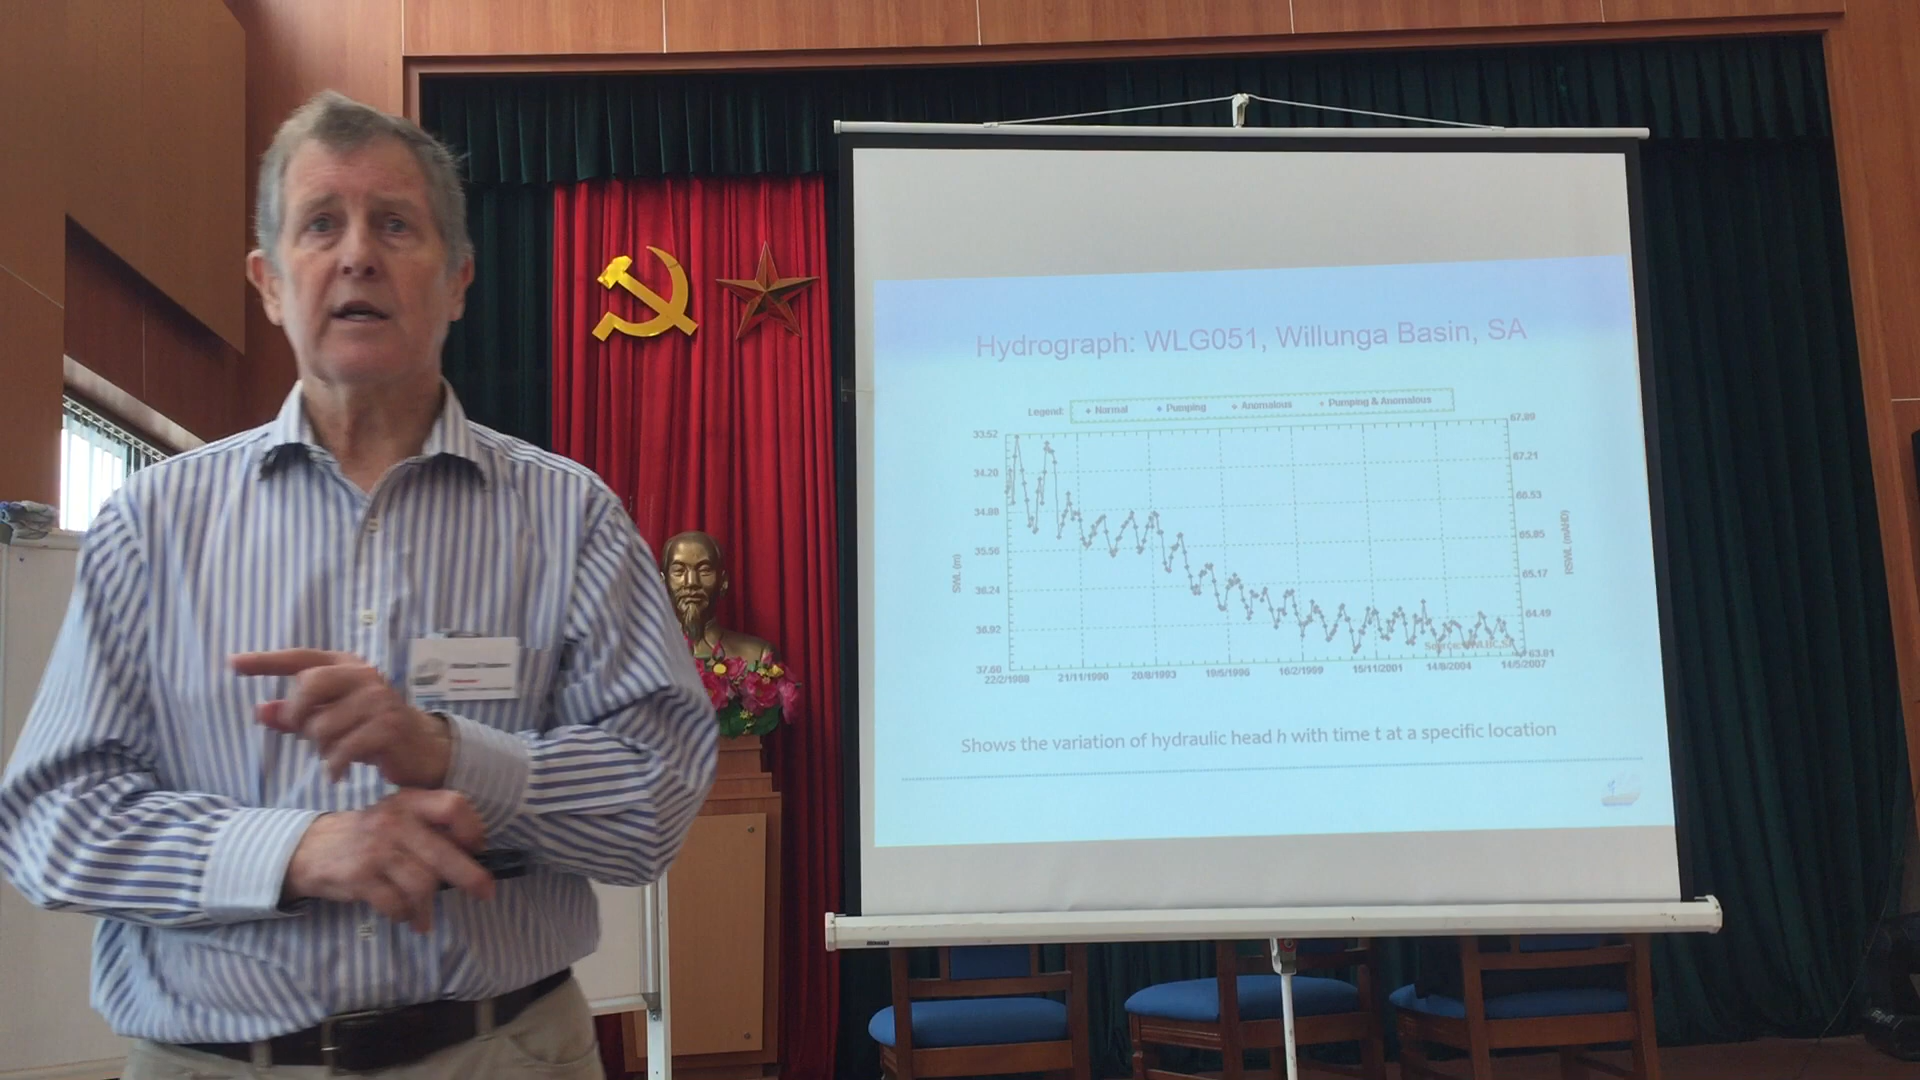 Hydrograph: WLG051, Willunga Basin, SA
Legend: Normal Pumping Anomalous Pumping & Anomalous
33.52
34.20
34.88
35.56
36.24
36.92
37.60
SWL (m)
67.89
67.21
66.53
65.85
65.17
64.49
63.81
RSWL (mAHD)
22/2/1988 21/11/1990 20/8/1993 19/5/1996 16/2/1999 15/11/2001 14/8/2004 14/5/2007
Shows the variation of hydraulic head h with time t at a specific location